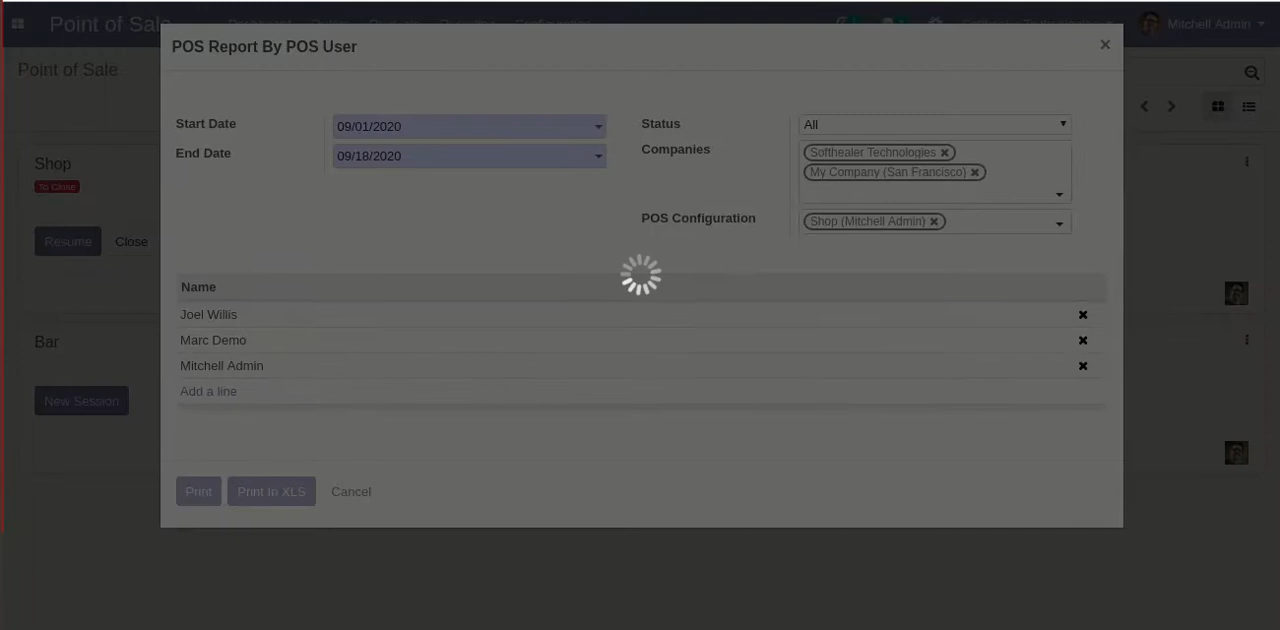 Point of Sale
Mitchell Admin
POS Report By POS User
×
Point of Sale
Start Date
09/01/2020
End Date
09/18/2020
Status
All
Companies
Softhealer Technologies
My Company (San Francisco)
POS Configuration
Shop (Mitchell Admin)
Shop
To Close
Resume
Close
Name
Joel Willis
Marc Demo
Mitchell Admin
Add a line
Bar
New Session
Print
Print In XLS
Cancel